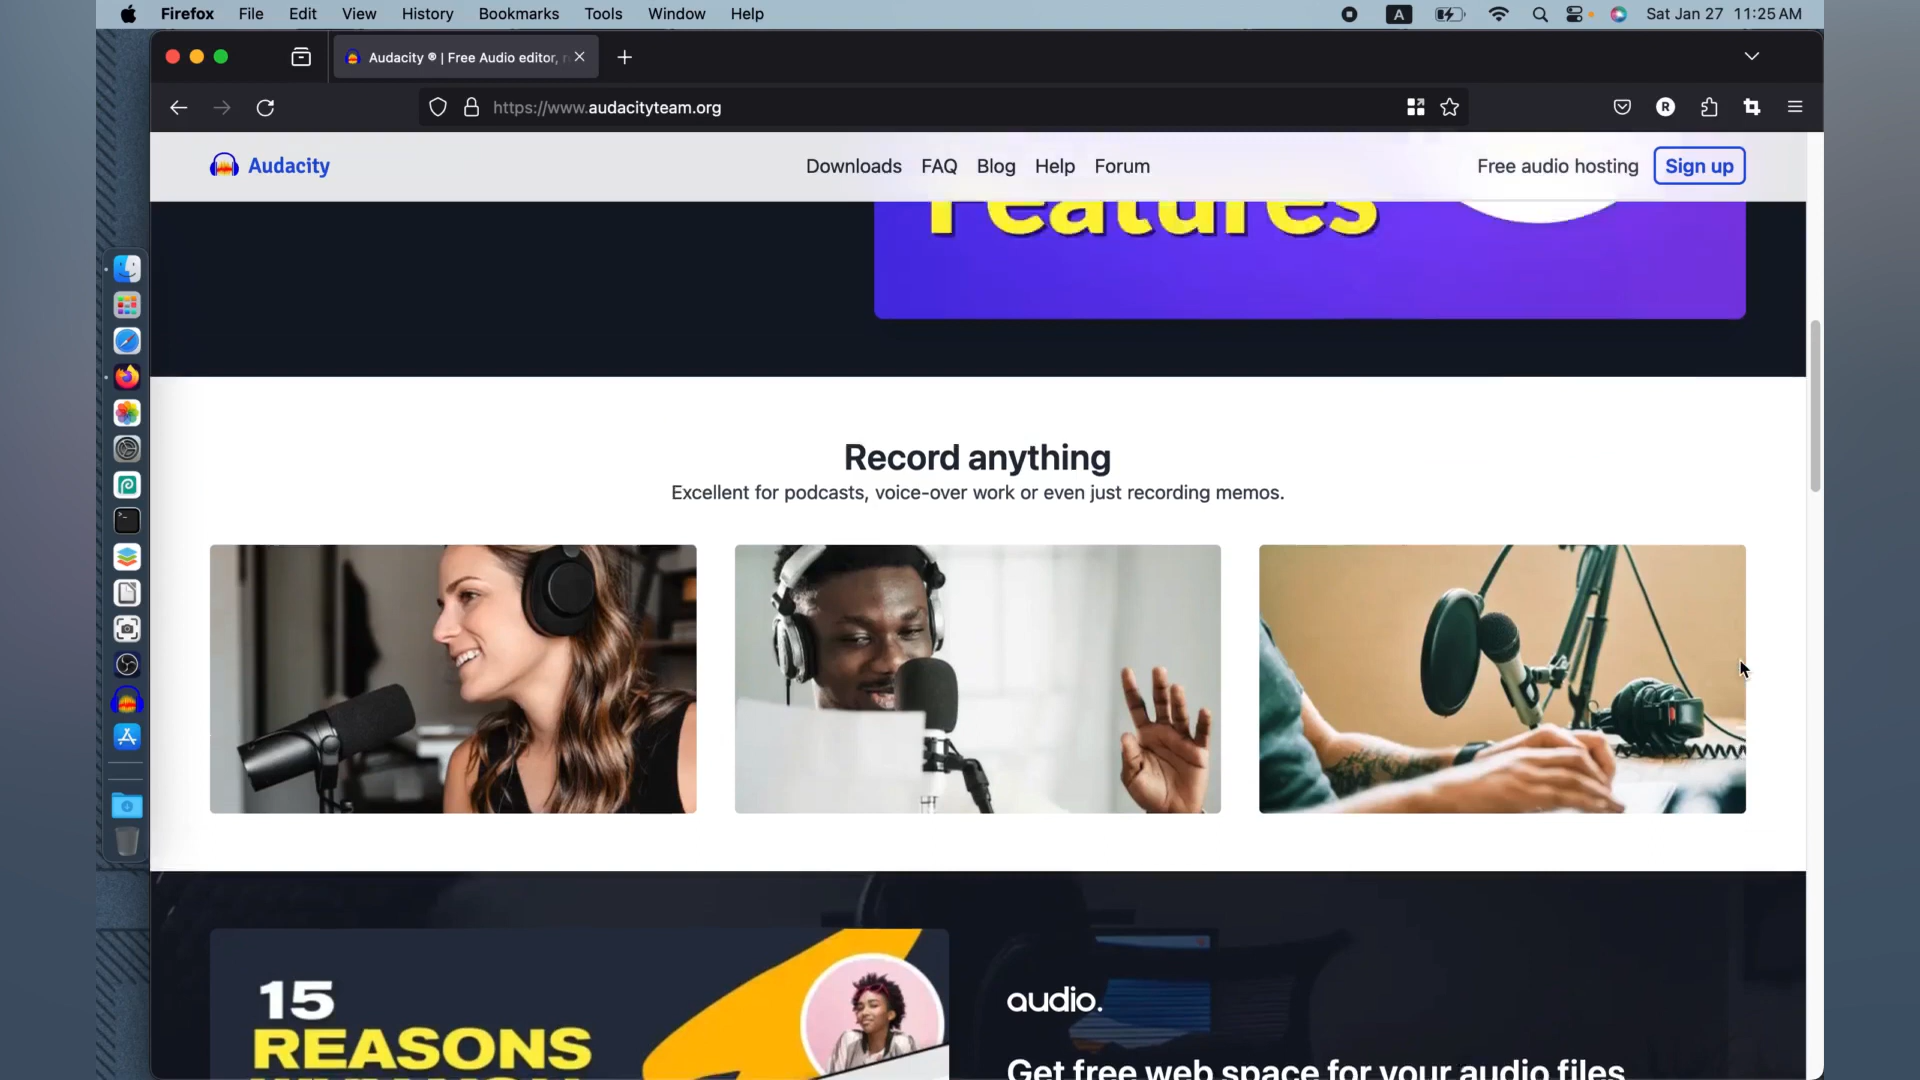 Firefox File Edit View History Bookmarks Tools Window Help A Sat Jan 27 11:25 AM
Audacity ® | Free Audio editor, r
https://www.audacityteam.org R
Audacity Downloads FAQ Blog Help Forum Free audio hosting Sign up
Features
Record anything
Excellent for podcasts, voice-over work or even just recording memos.
15
REASONS
audio.
Get free web space for your audio files